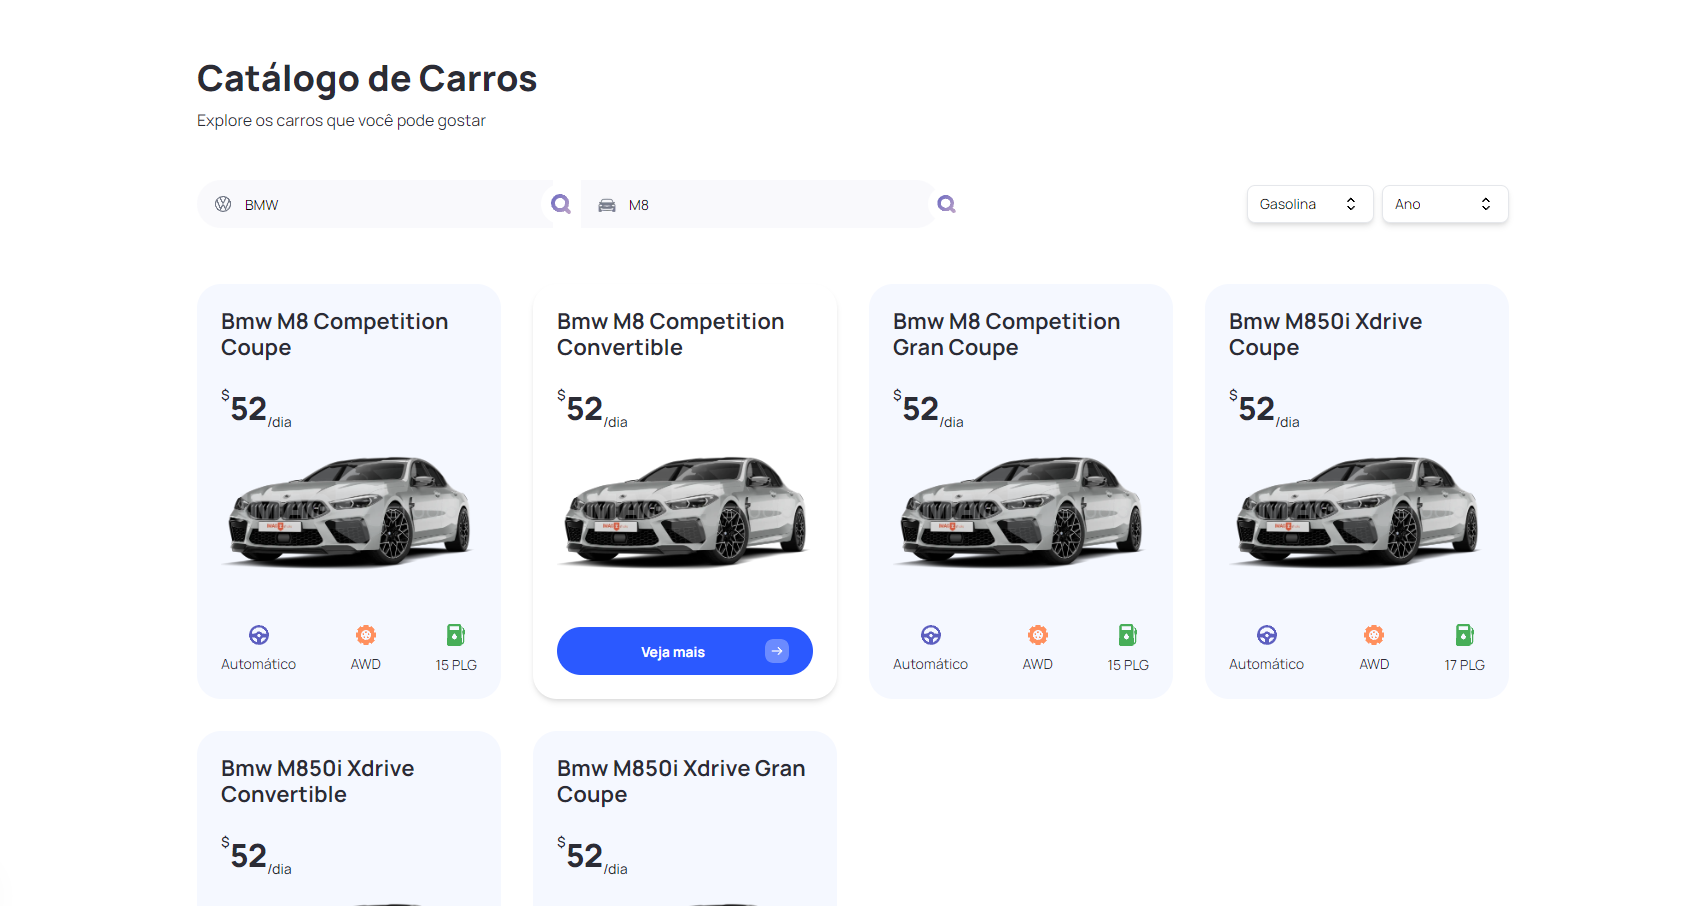 Catálogo de Carros
Explore os carros que você pode gostar
BMW
M8
Gasolina
Ano
Bmw M8 Competition
Coupe
$52/dia
Automático
AWD
15 PLG
Bmw M8 Competition
Convertible
$52/dia
Veja mais
Bmw M8 Competition
Gran Coupe
$52/dia
Automático
AWD
15 PLG
Bmw M850i Xdrive
Coupe
$52/dia
Automático
AWD
17 PLG
Bmw M850i Xdrive
Convertible
$52/dia
Bmw M850i Xdrive Gran
Coupe
$52/dia